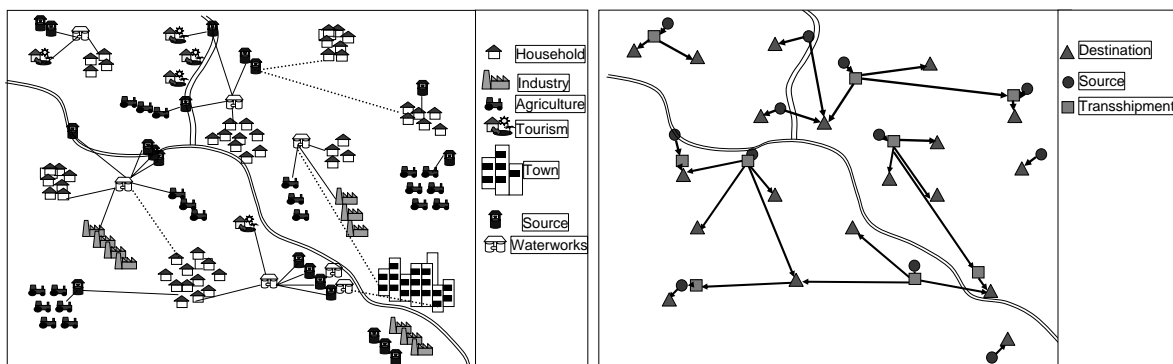 Household
Industry
Agriculture
Tourism
Town
Source
Waterworks
Destination
Source
Transshipment